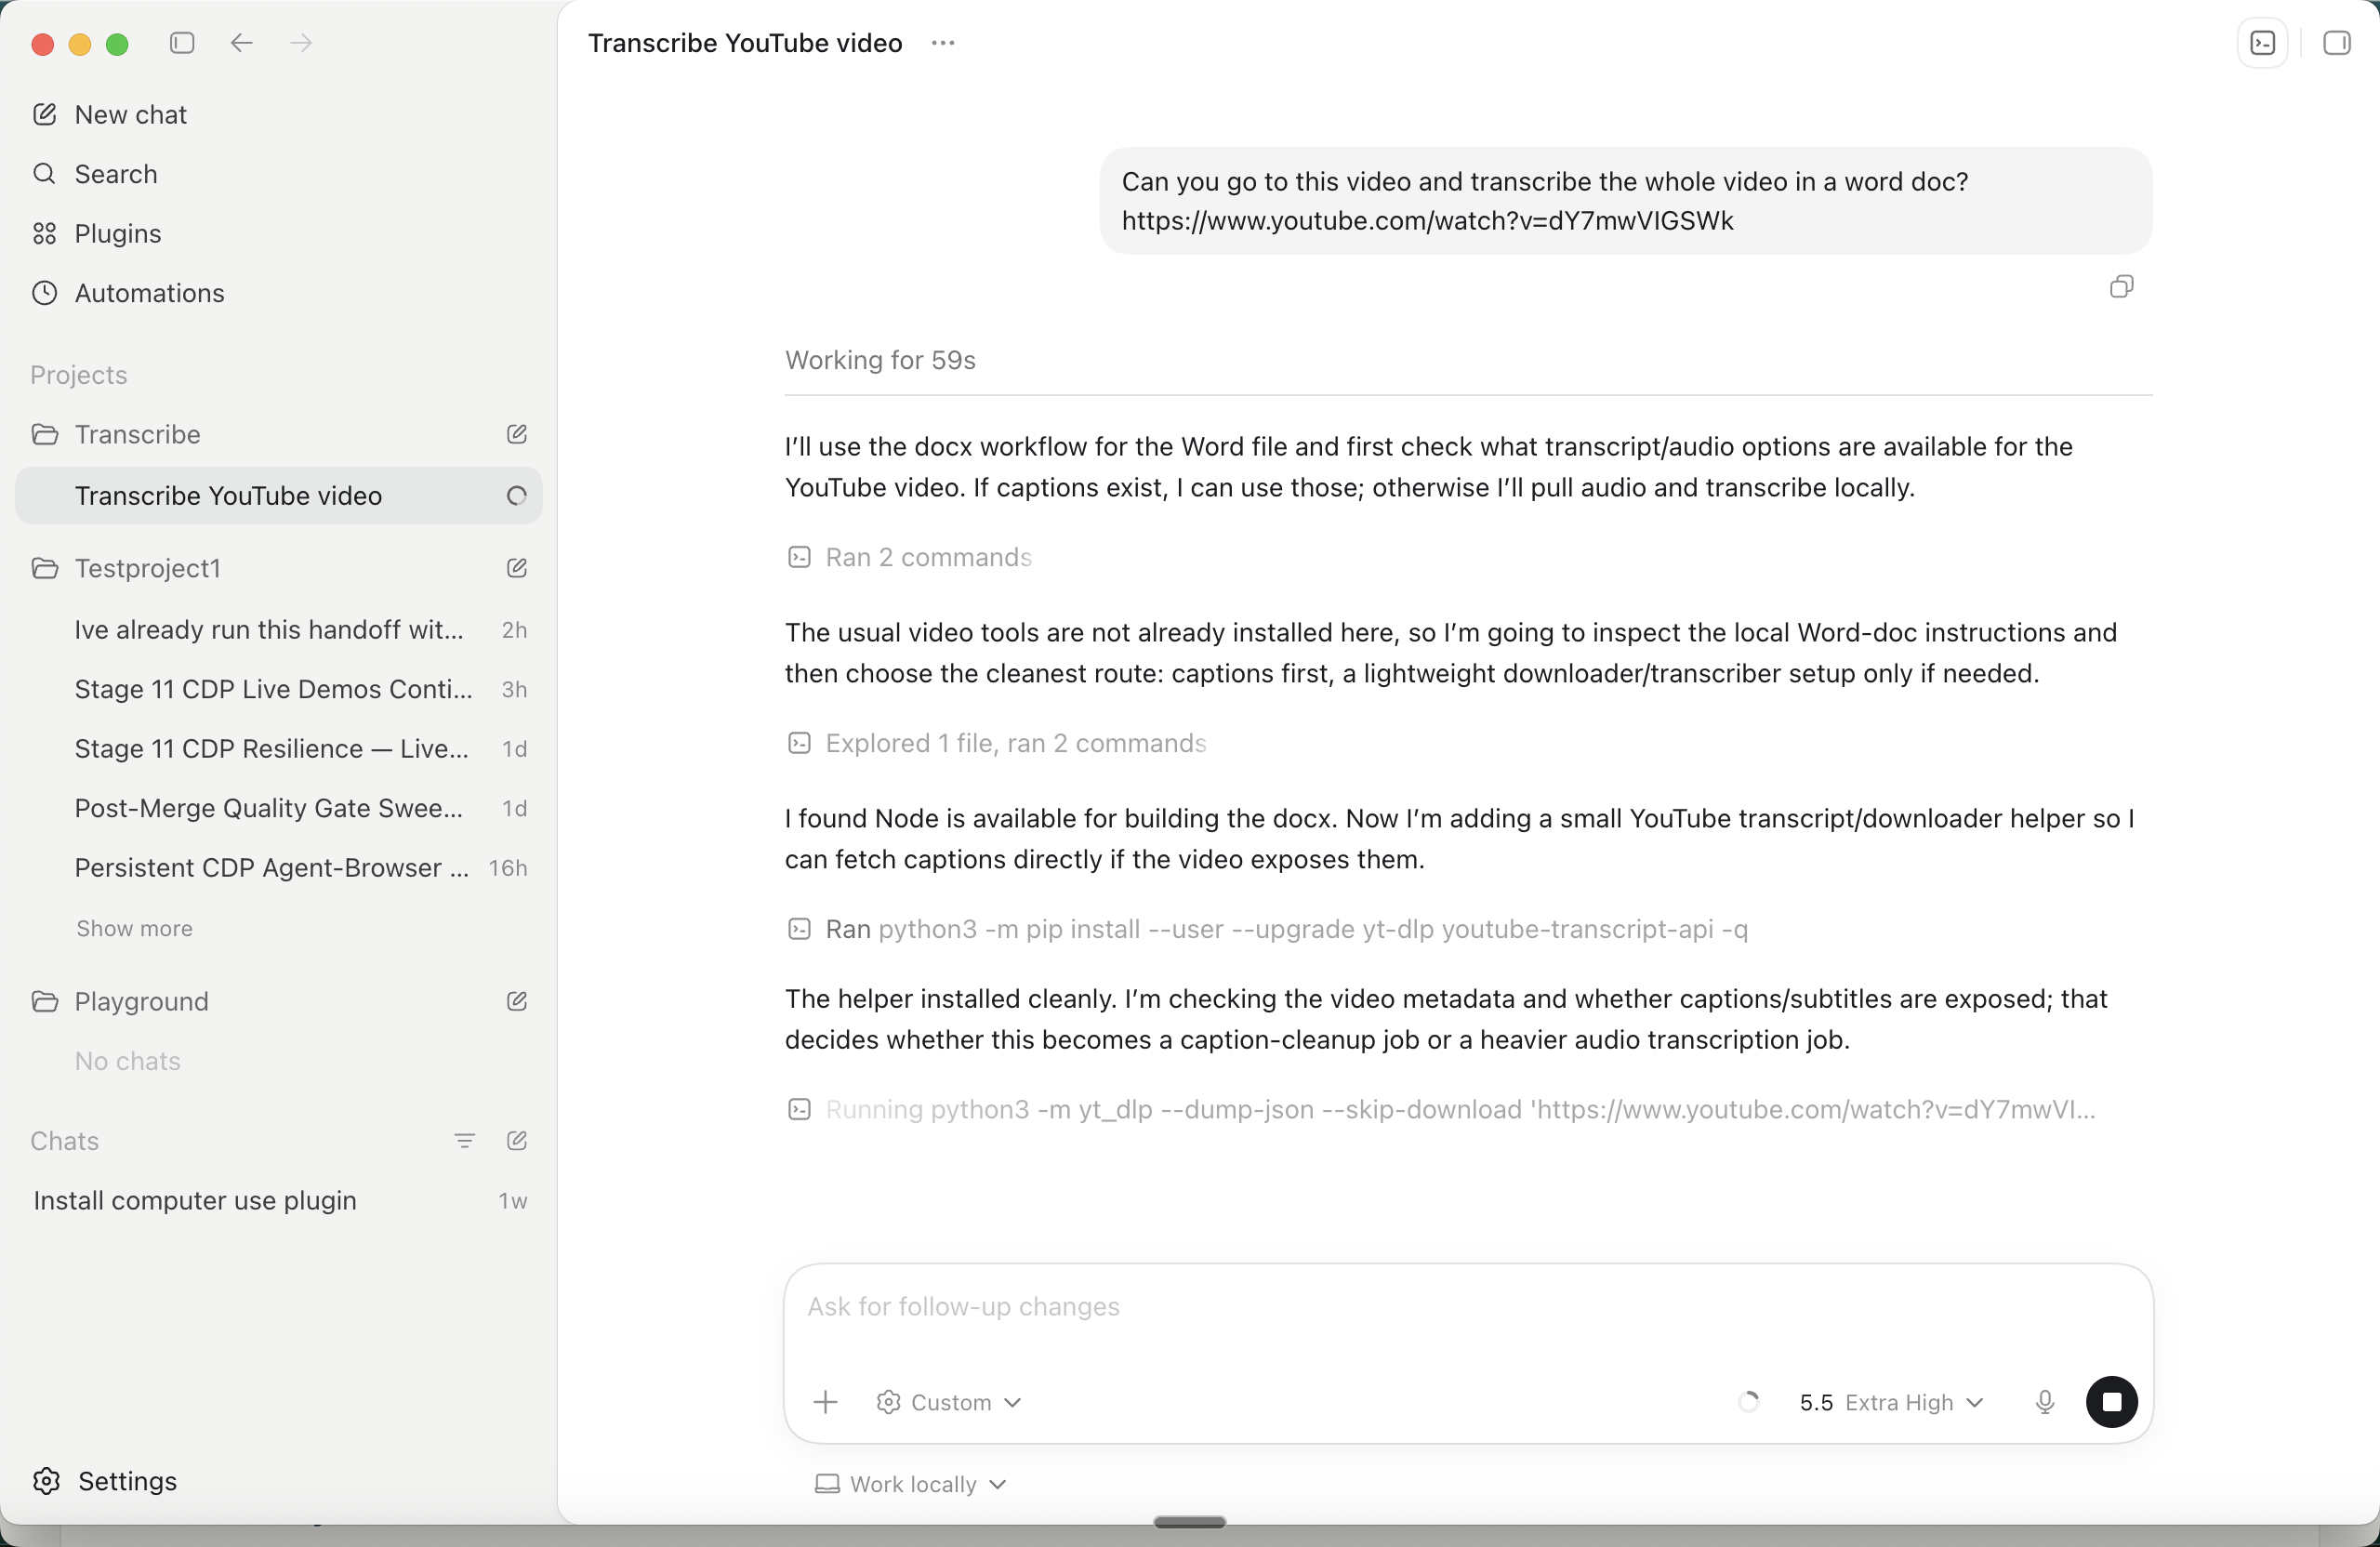 Transcribe YouTube video
New chat
Search
Plugins
Automations
Projects
Transcribe
Transcribe YouTube video
Testproject1
Ive already run this handoff wit... 2h
Stage 11 CDP Live Demos Conti... 3h
Stage 11 CDP Resilience — Live... 1d
Post-Merge Quality Gate Swee... 1d
Persistent CDP Agent-Browser ... 16h
Show more
Playground
No chats
Chats
Install computer use plugin 1w
Settings
Can you go to this video and transcribe the whole video in a word doc?
https://www.youtube.com/watch?v=dY7mwVIGSWk
Working for 59s
I’ll use the docx workflow for the Word file and first check what transcript/audio options are available for the
YouTube video. If captions exist, I can use those; otherwise I’ll pull audio and transcribe locally.
Ran 2 commands
The usual video tools are not already installed here, so I’m going to inspect the local Word-doc instructions and
then choose the cleanest route: captions first, a lightweight downloader/transcriber setup only if needed.
Explored 1 file, ran 2 commands
I found Node is available for building the docx. Now I’m adding a small YouTube transcript/downloader helper so I
can fetch captions directly if the video exposes them.
Ran python3 -m pip install --user --upgrade yt-dlp youtube-transcript-api -q
The helper installed cleanly. I’m checking the video metadata and whether captions/subtitles are exposed; that
decides whether this becomes a caption-cleanup job or a heavier audio transcription job.
Running python3 -m yt_dlp --dump-json --skip-download 'https://www.youtube.com/watch?v=dY7mwVI...
Ask for follow-up changes
Custom
5.5 Extra High
Work locally